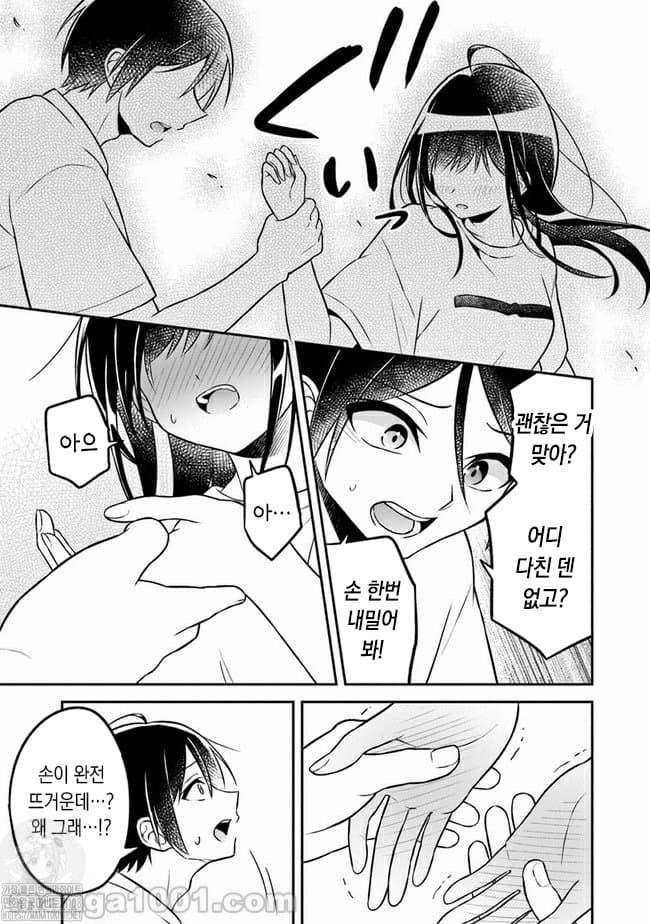 ぐいっ
괜찮은 거
맞아?
어디
다친 덴
없고?
손 한번
내밀어
봐!
아…
아으
손이 완전
뜨거운데…?
왜 그래…!?
manga1001.com
HTTPS://MANATOKI